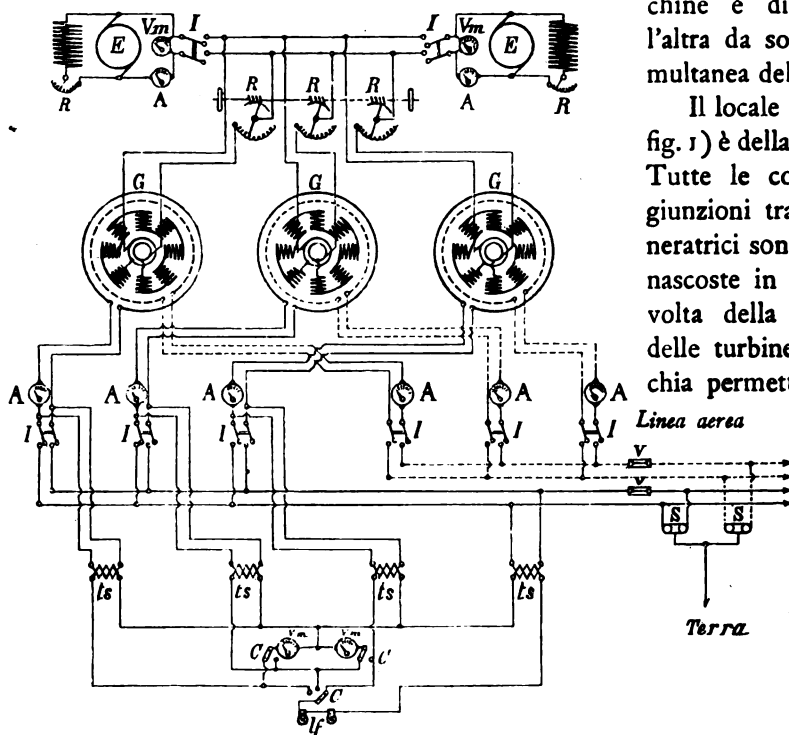 Vm I
I Vm
E
E
R A
A R
R R R
G G G
A A A A A A
I I I I I I
Linea aerea
V
V
S S
ts ts ts ts
Terra
Vm Vm
C C
C
lf
chine è di
l'altra da so
multanea del
Il locale
fig. 1) è della
Tutte le co
giunzioni tra
neratrici son
nascoste in
volta della
delle turbine
chia permett